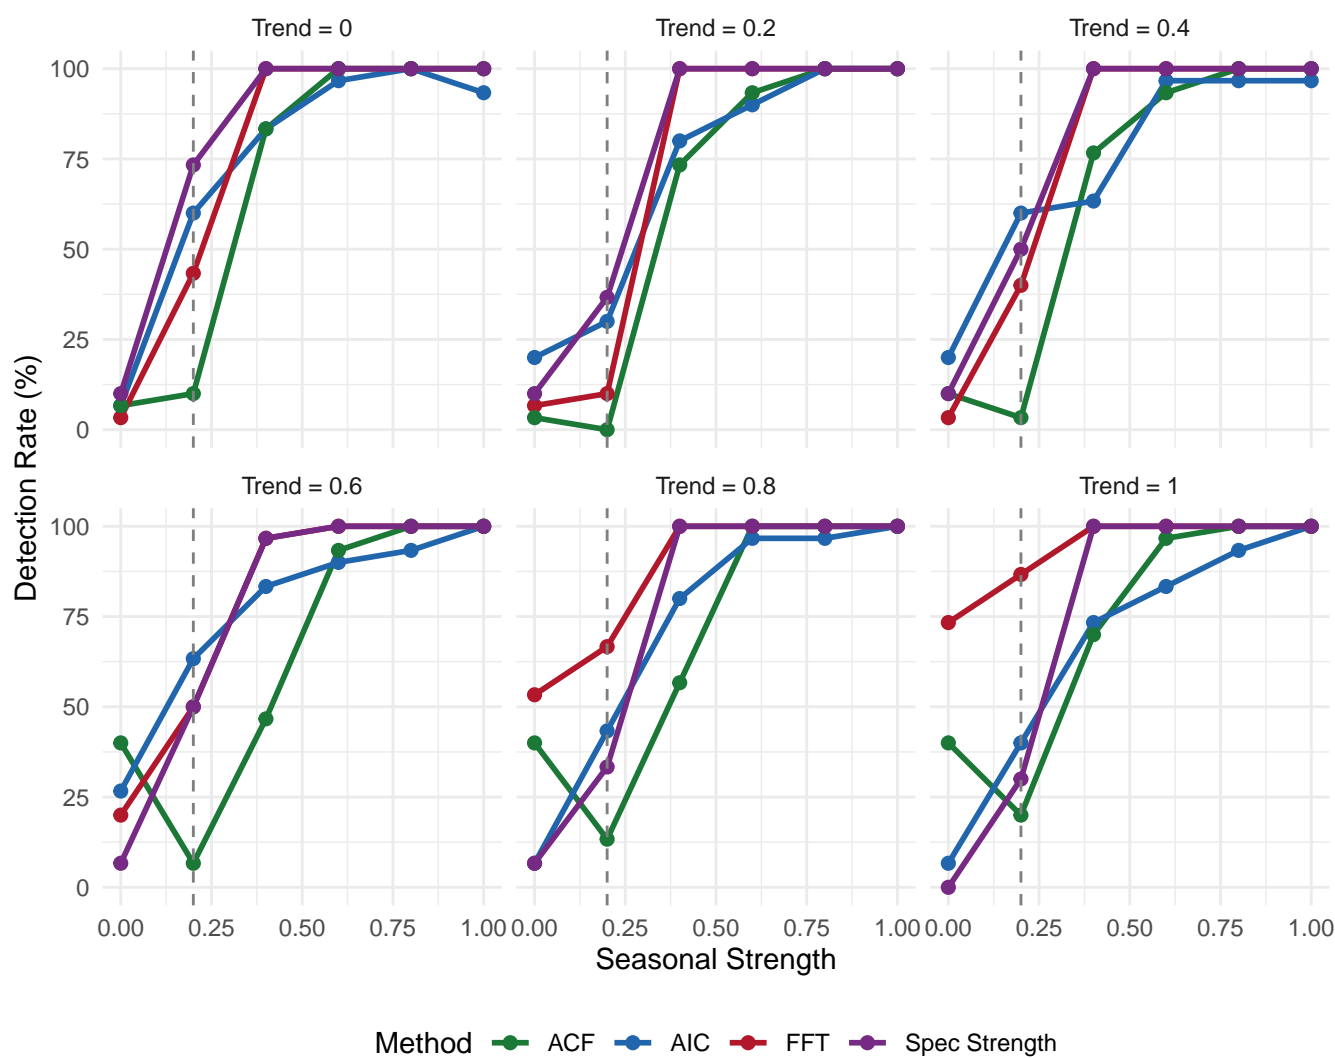 Trend = 0
Trend = 0.2
Trend = 0.4
100
75
50
25
0
Detection Rate (%)
Trend = 0.6
Trend = 0.8
Trend = 1
100
75
50
25
0
0.00 0.25 0.50 0.75 1.00 0.00 0.25 0.50 0.75 1.00 0.00 0.25 0.50 0.75 1.00
Seasonal Strength
Method ACF AIC FFT Spec Strength